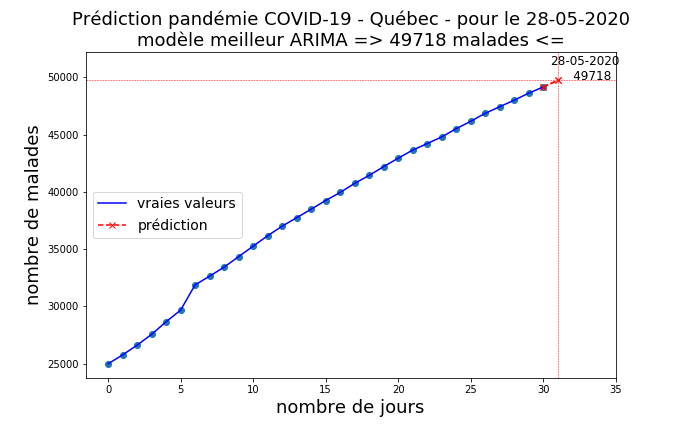 Prédiction pandémie COVID-19 - Québec - pour le 28-05-2020
modèle meilleur ARIMA => 49718 malades <=
28-05-2020
49718
50000
45000
40000
35000
30000
25000
nombre de malades
vraies valeurs
prédiction
0 5 10 15 20 25 30 35
nombre de jours